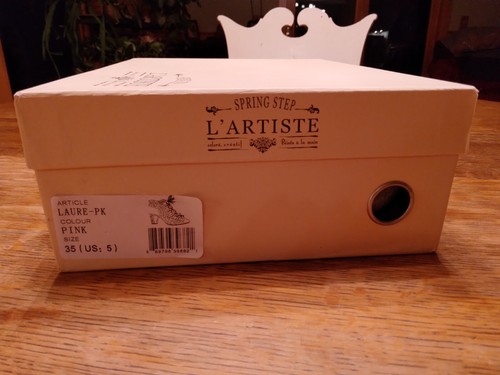 SPRING STEP
L'ARTISTE
ARTICLE
LAURE-PK
COLOUR
PINK
SIZE
35 (US: 5)